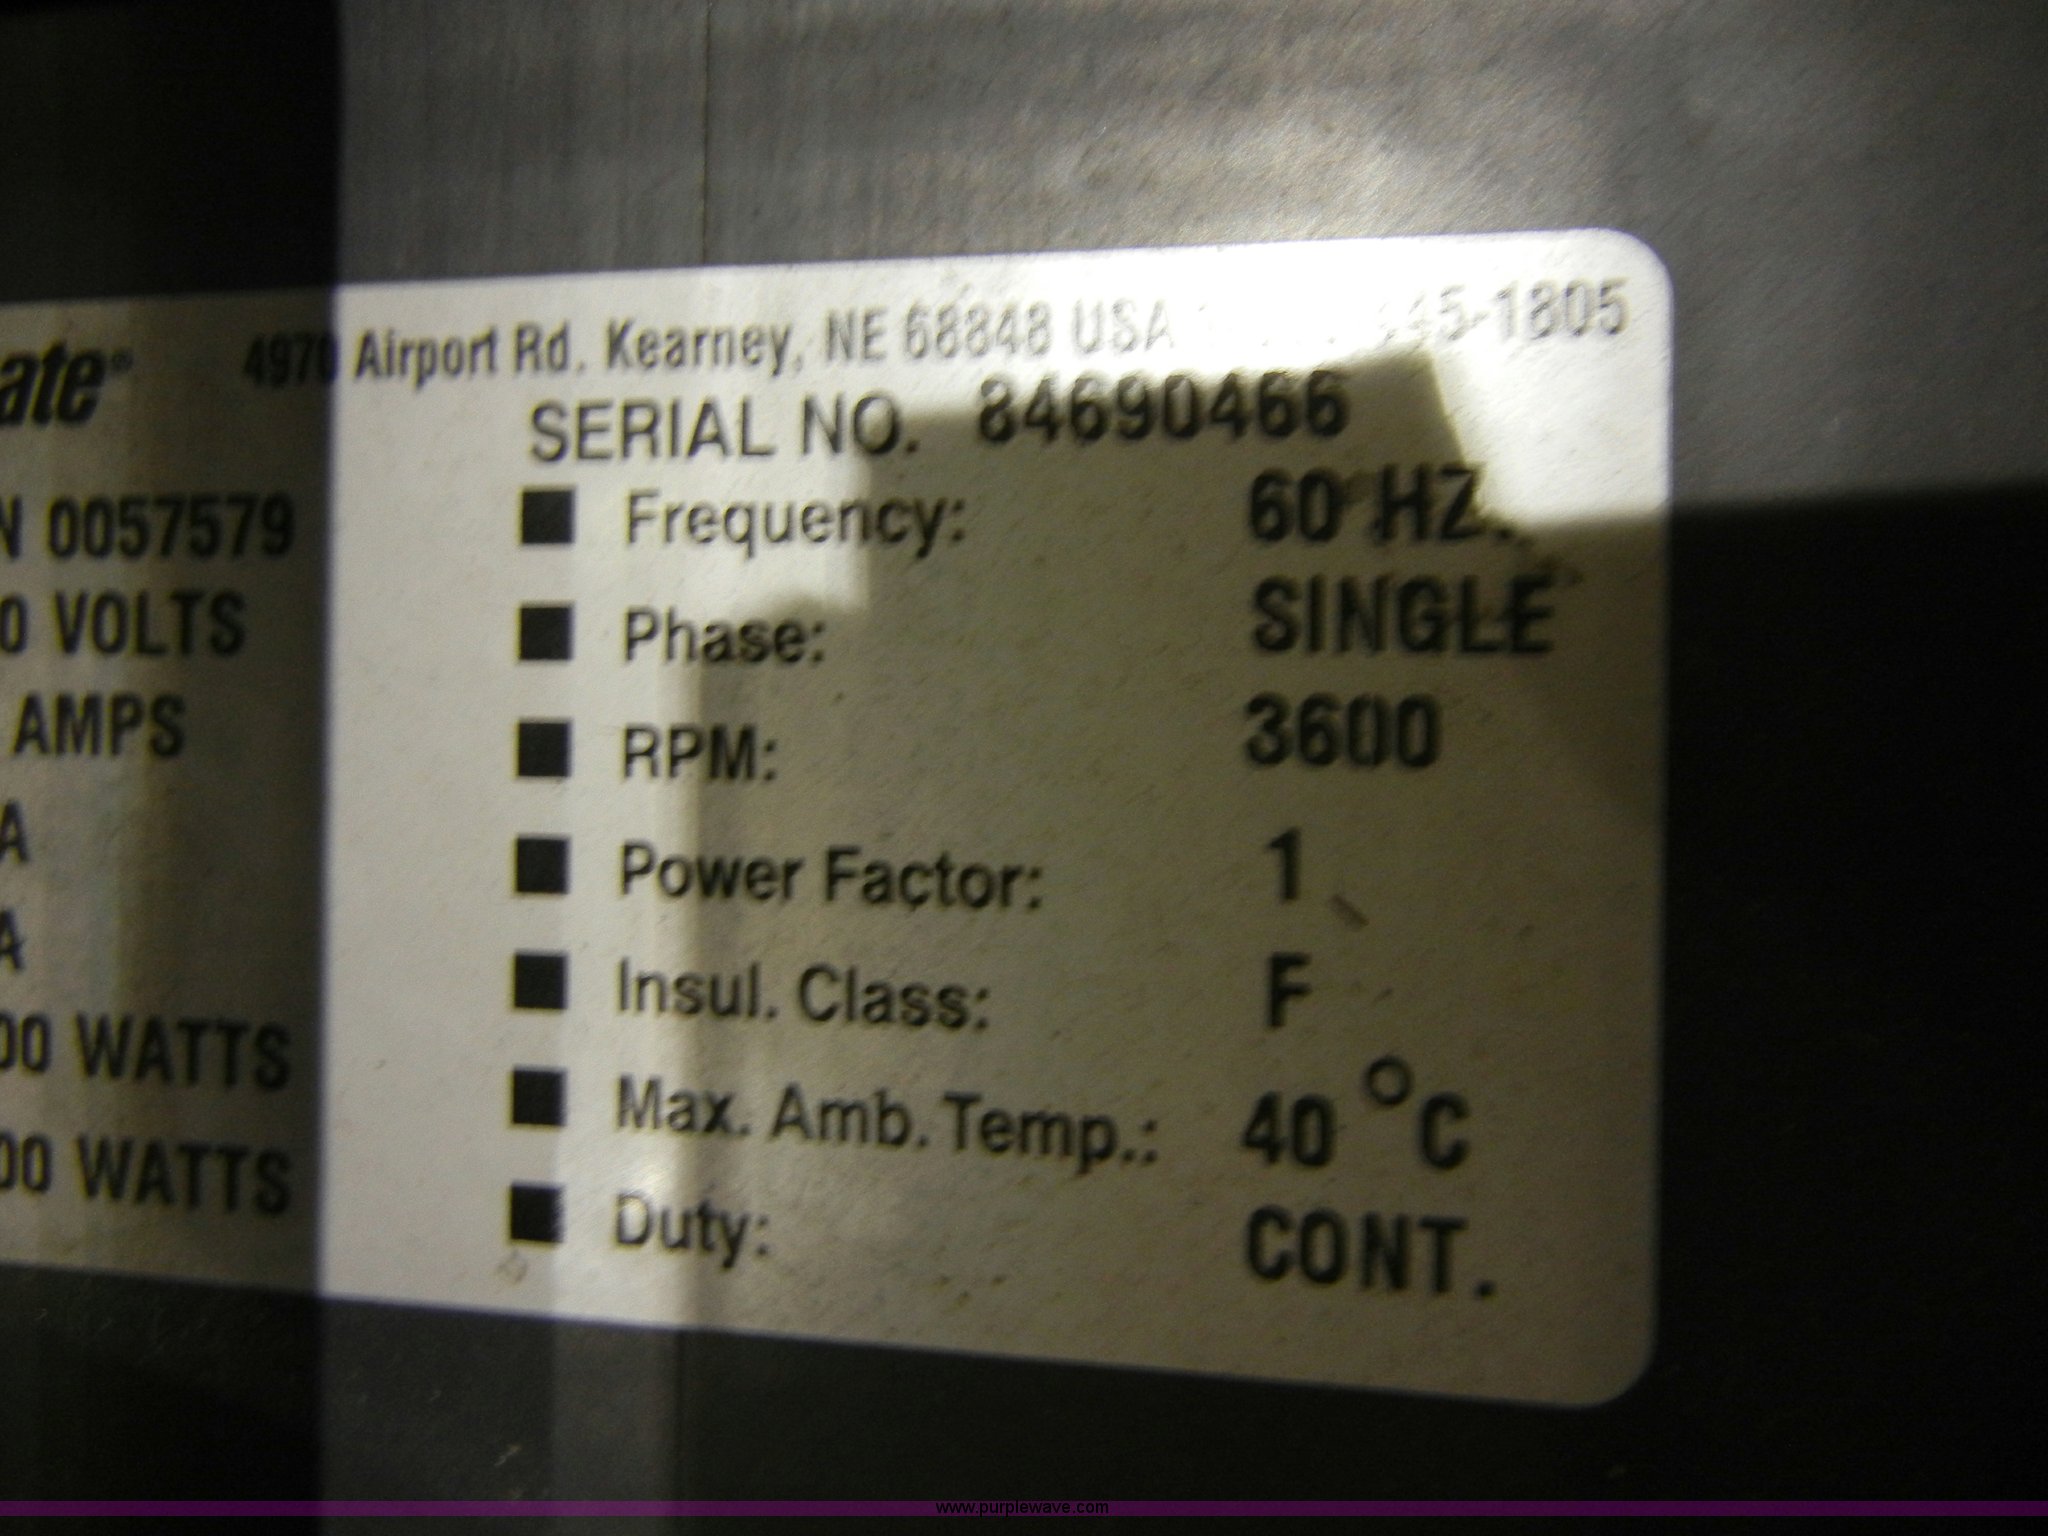 ate® 4970 Airport Rd. Kearney, NE 68848 USA 45-1805
SERIAL NO. 84690466
N 0057579
■ Frequency: 60 HZ.
0 VOLTS
■ Phase: SINGLE
AMPS
■ RPM: 3600
A
■ Power Factor: 1
A
■ Insul. Class: F
00 WATTS
■ Max. Amb. Temp.: 40 °C
00 WATTS
■ Duty: CONT.
www.purplewave.com